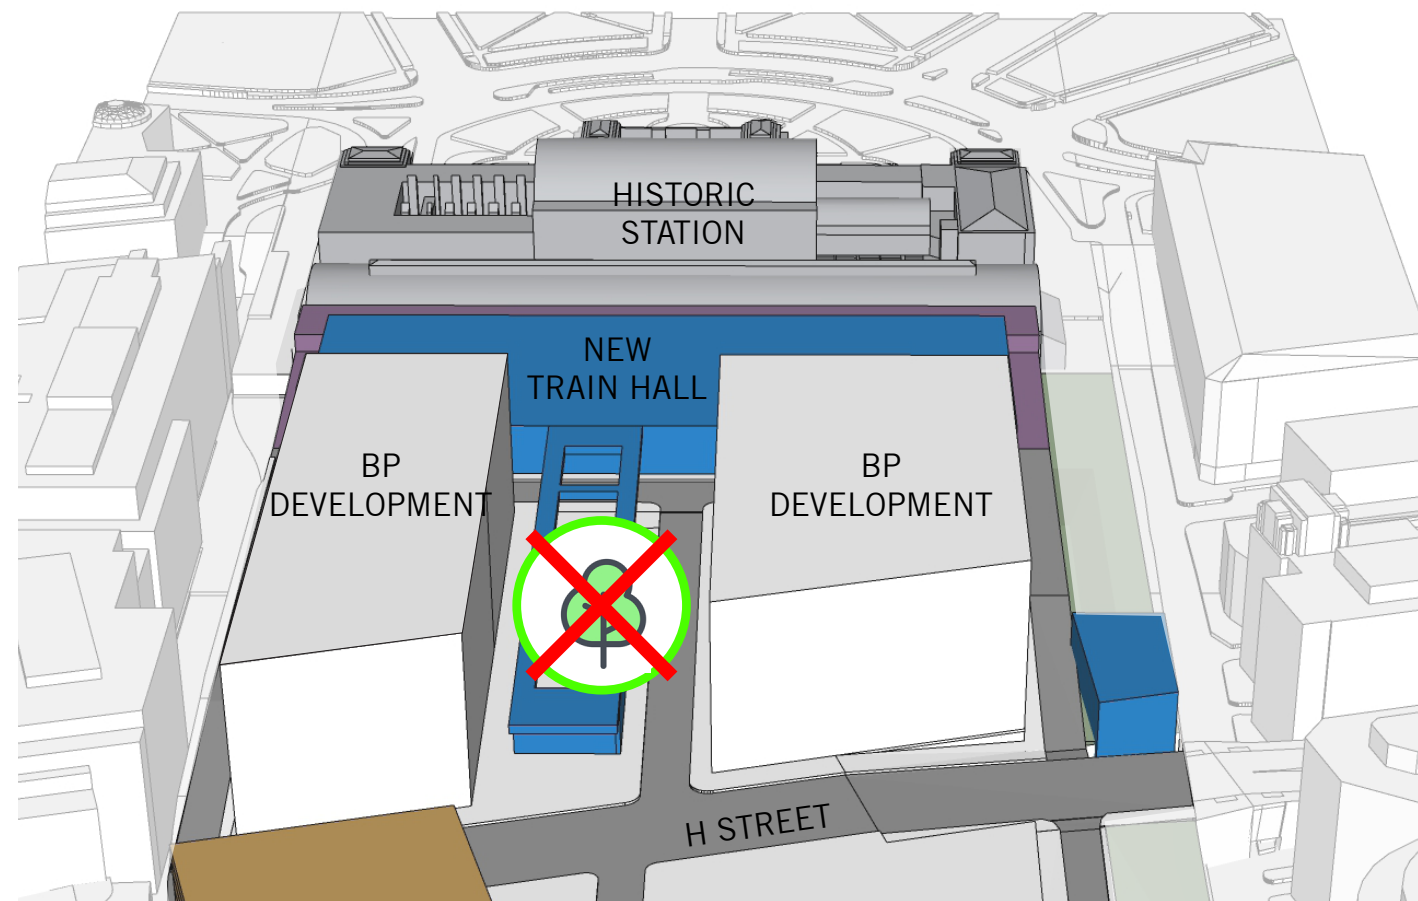 HISTORIC
STATION
NEW
TRAIN HALL
BP
DEVELOPMENT
BP
DEVELOPMENT
H STREET